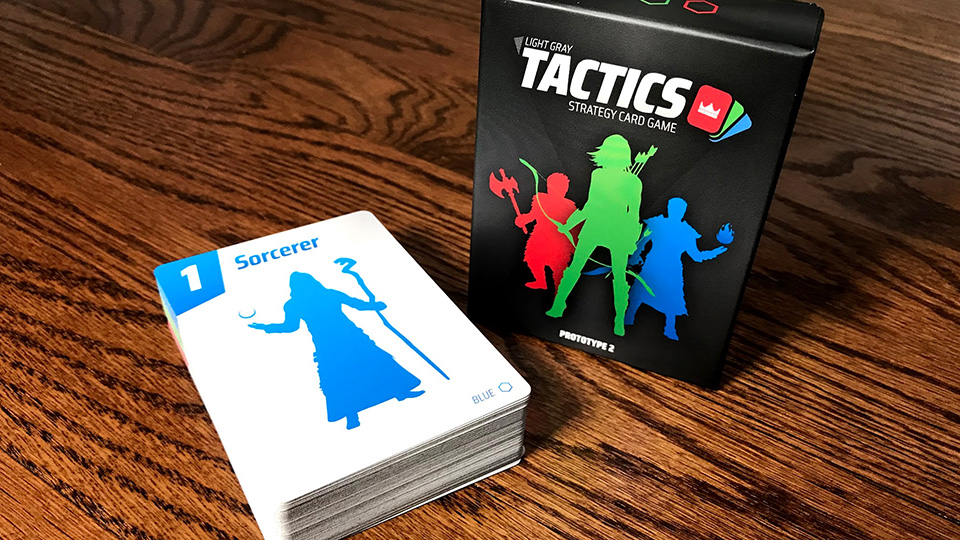 LIGHT GRAY
TACTICS
STRATEGY CARD GAME
PROTOTYPE 2
1
Sorcerer
BLUE